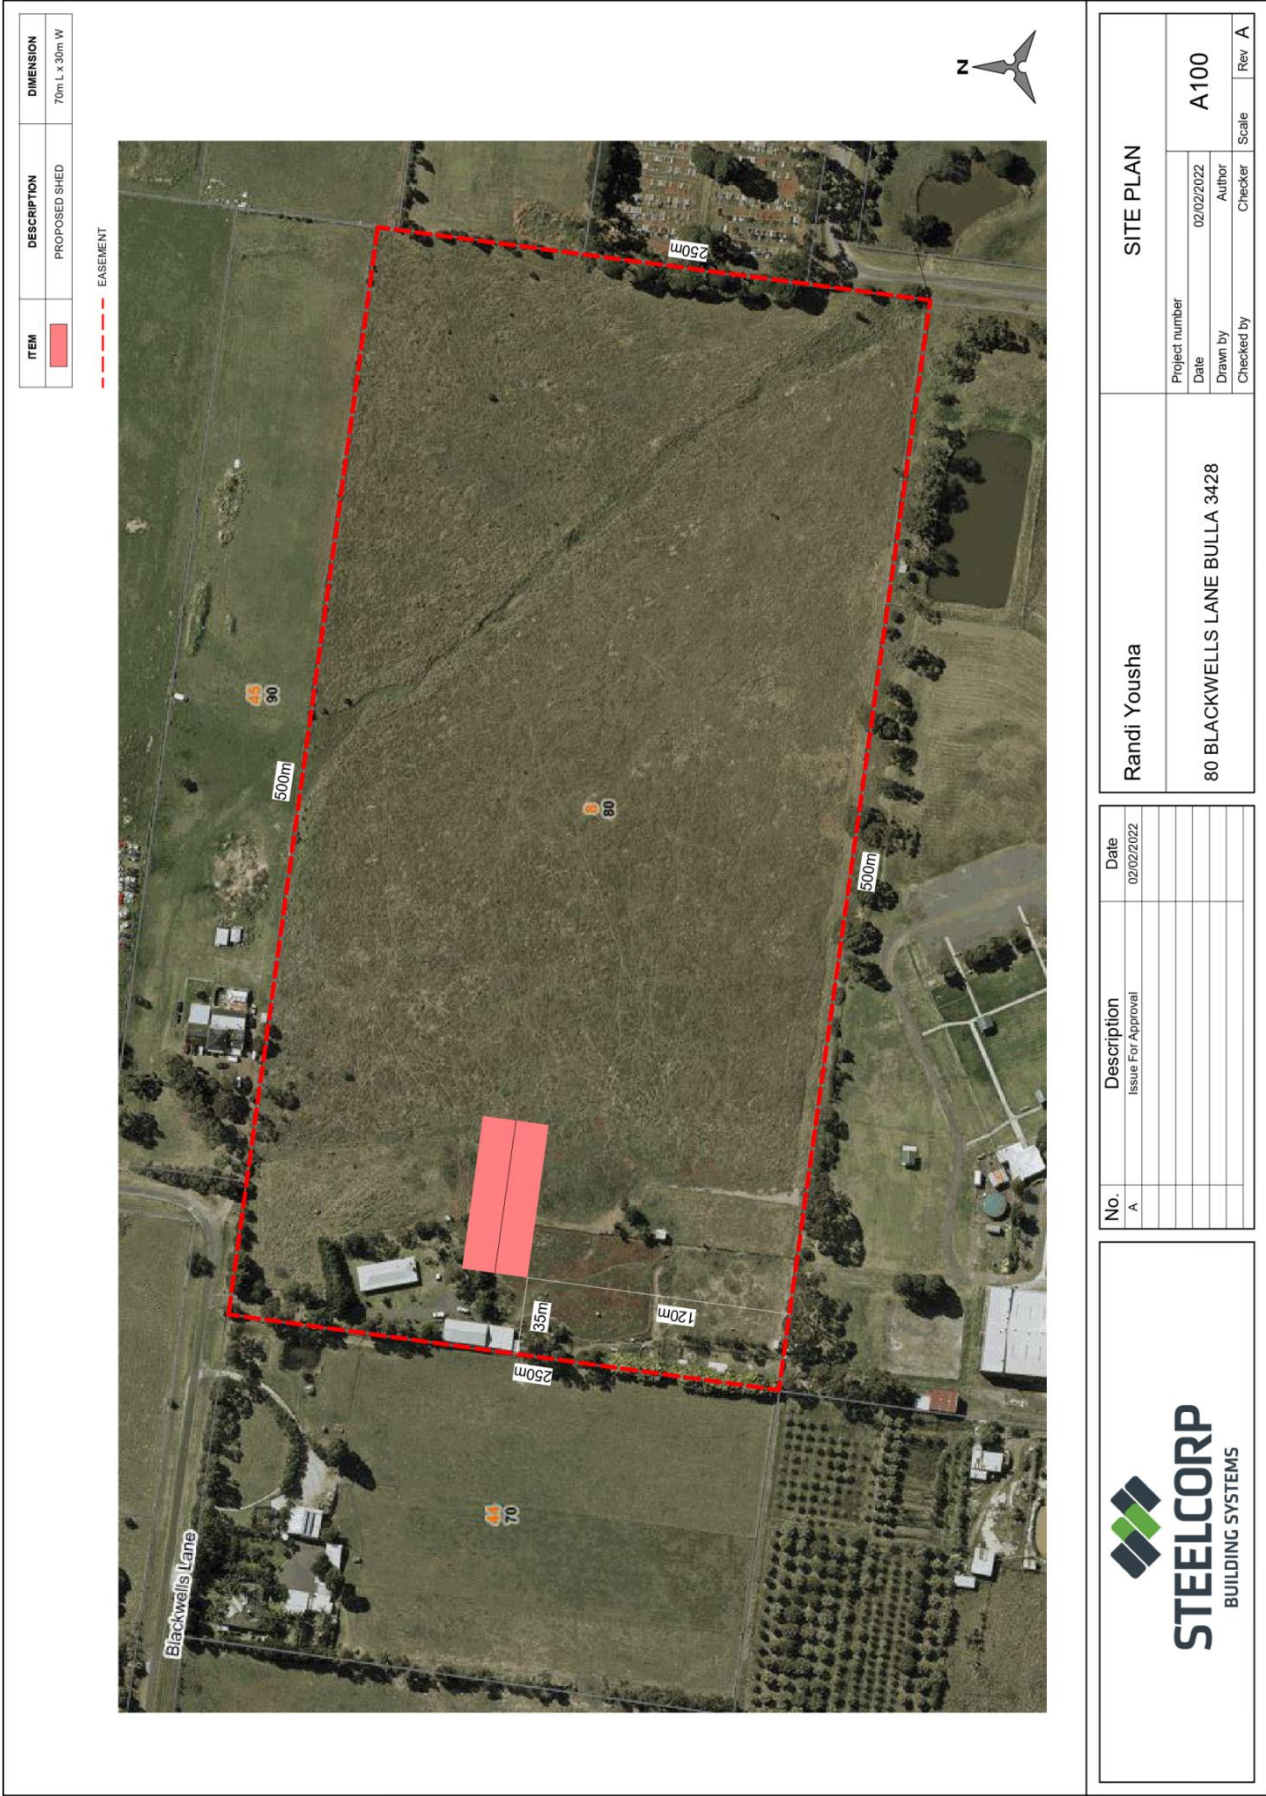 ITEM DESCRIPTION DIMENSION
PROPOSED SHED 70m L x 30m W
EASEMENT
N
Blackwells Lane
45
90
500m
250m
8
80
35m
120m
250m
500m
44
70
STEELCORP
BUILDING SYSTEMS
No. Description Date
A Issue For Approval 02/02/2022
Randi Yousha
80 BLACKWELLS LANE BULLA 3428
SITE PLAN
Project number
Date 02/02/2022
Drawn by Author
Checked by Checker
A100
Scale
Rev A